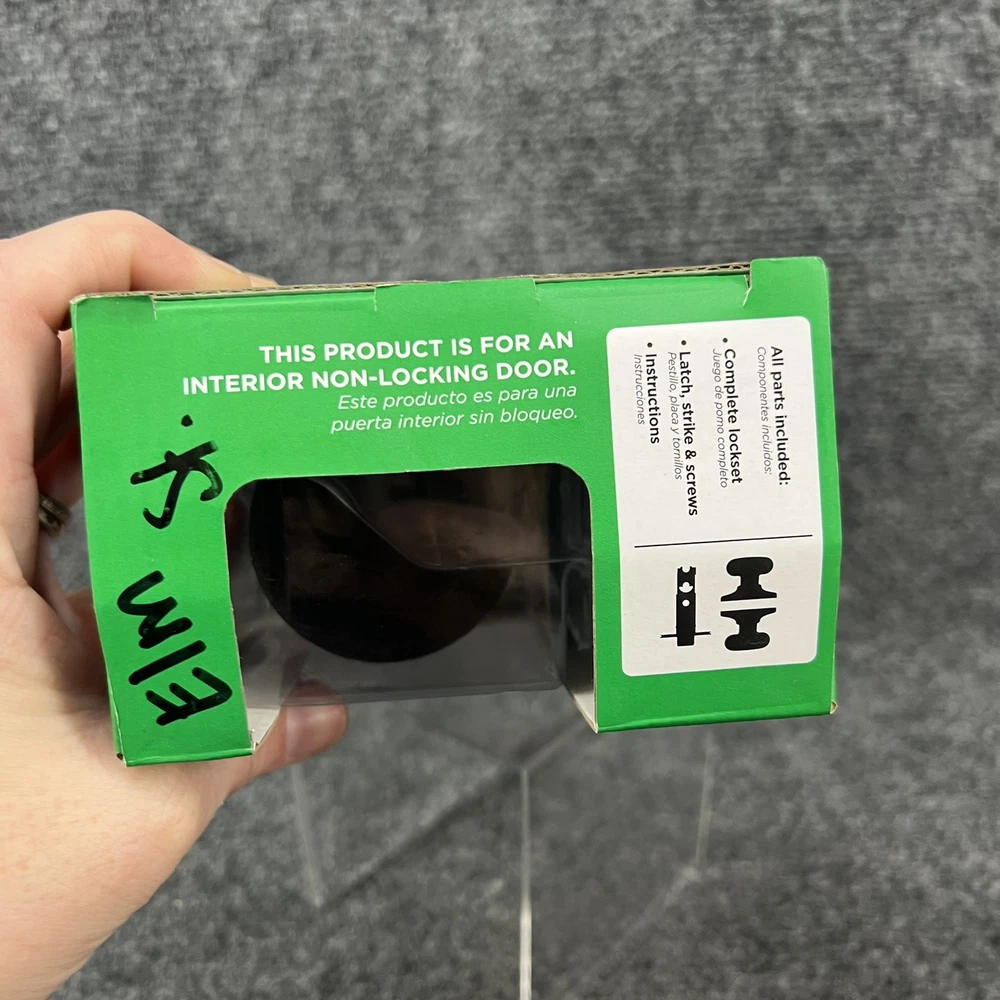 THIS PRODUCT IS FOR AN
INTERIOR NON-LOCKING DOOR.
Este producto es para una
puerta interior sin bloqueo.
All parts included:
Componentes incluidos:
• Complete lockset
Juego de pomo completo
• Latch, strike & screws
Pestillo, placa y tornillos
• Instructions
Instrucciones
Elm St.